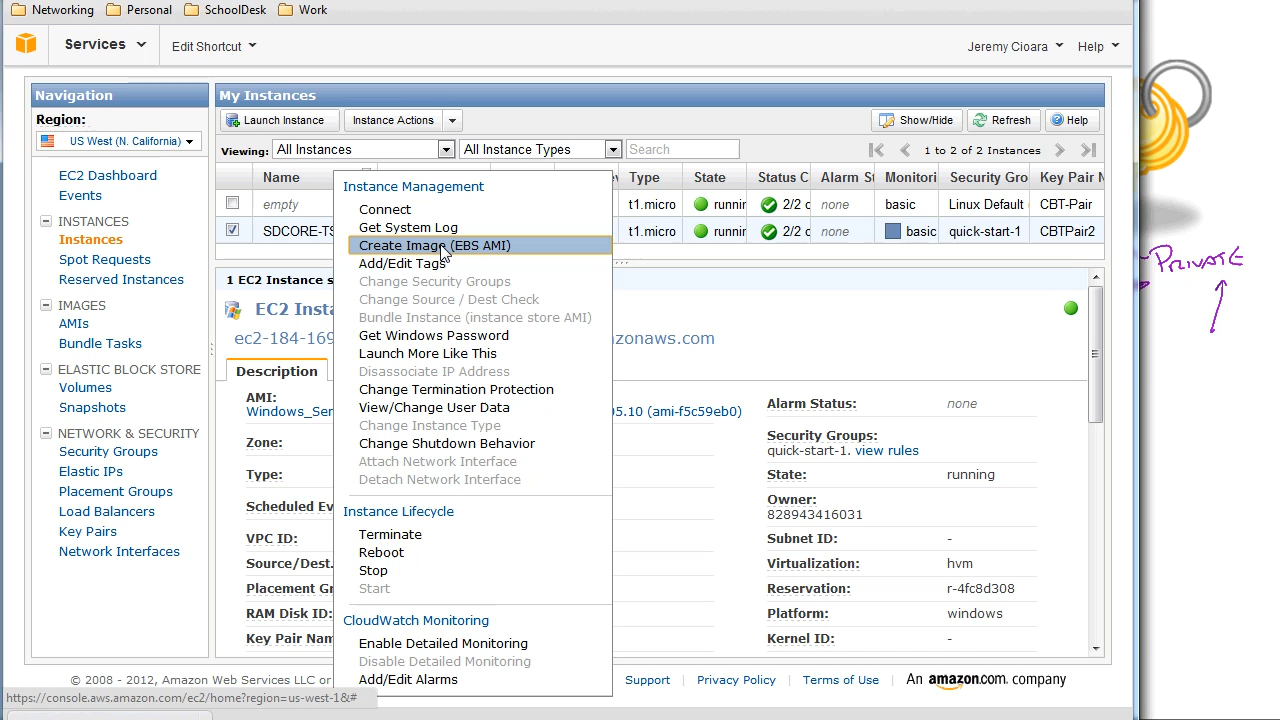 Networking Personal SchoolDesk Work
Services Edit Shortcut Jeremy Cioara Help
Navigation
Region:
US West (N. California)
EC2 Dashboard
Events
INSTANCES
Instances
Spot Requests
Reserved Instances
IMAGES
AMIs
Bundle Tasks
ELASTIC BLOCK STORE
Volumes
Snapshots
NETWORK & SECURITY
Security Groups
Elastic IPs
Placement Groups
Load Balancers
Key Pairs
Network Interfaces
My Instances
Launch Instance Instance Actions Show/Hide Refresh Help
Viewing: All Instances All Instance Types Search 1 to 2 of 2 Instances
Name Type State Status C Alarm S Monitori Security Gro Key Pair N
empty t1.micro runnin 2/2 c none basic Linux Default CBT-Pair
SDCORE-TS t1.micro runnin 2/2 c none basic quick-start-1 CBTPair2
Instance Management
Connect
Get System Log
Create Image (EBS AMI)
Add/Edit Tags
Change Security Groups
Change Source / Dest Check
Bundle Instance (instance store AMI)
Get Windows Password
Launch More Like This
Disassociate IP Address
Change Termination Protection
View/Change User Data
Change Instance Type
Change Shutdown Behavior
Attach Network Interface
Detach Network Interface
Instance Lifecycle
Terminate
Reboot
Stop
Start
CloudWatch Monitoring
Enable Detailed Monitoring
Disable Detailed Monitoring
Add/Edit Alarms
1 EC2 Instance s
EC2 Insta
ec2-184-169 zonaws.com
Description
AMI:
Windows_Ser 05.10 (ami-f5c59eb0)
Zone:
Type:
Scheduled Even
VPC ID:
Source/Dest.
Placement Gr
RAM Disk ID:
Key Pair Nam
Alarm Status: none
Security Groups:
quick-start-1. view rules
State: running
Owner:
828943416031
Subnet ID: -
Virtualization: hvm
Reservation: r-4fc8d308
Platform: windows
Kernel ID: -
PRIVATE
© 2008 - 2012, Amazon Web Services LLC or Support Privacy Policy Terms of Use An amazon.com company
https://console.aws.amazon.com/ec2/home?region=us-west-1&#